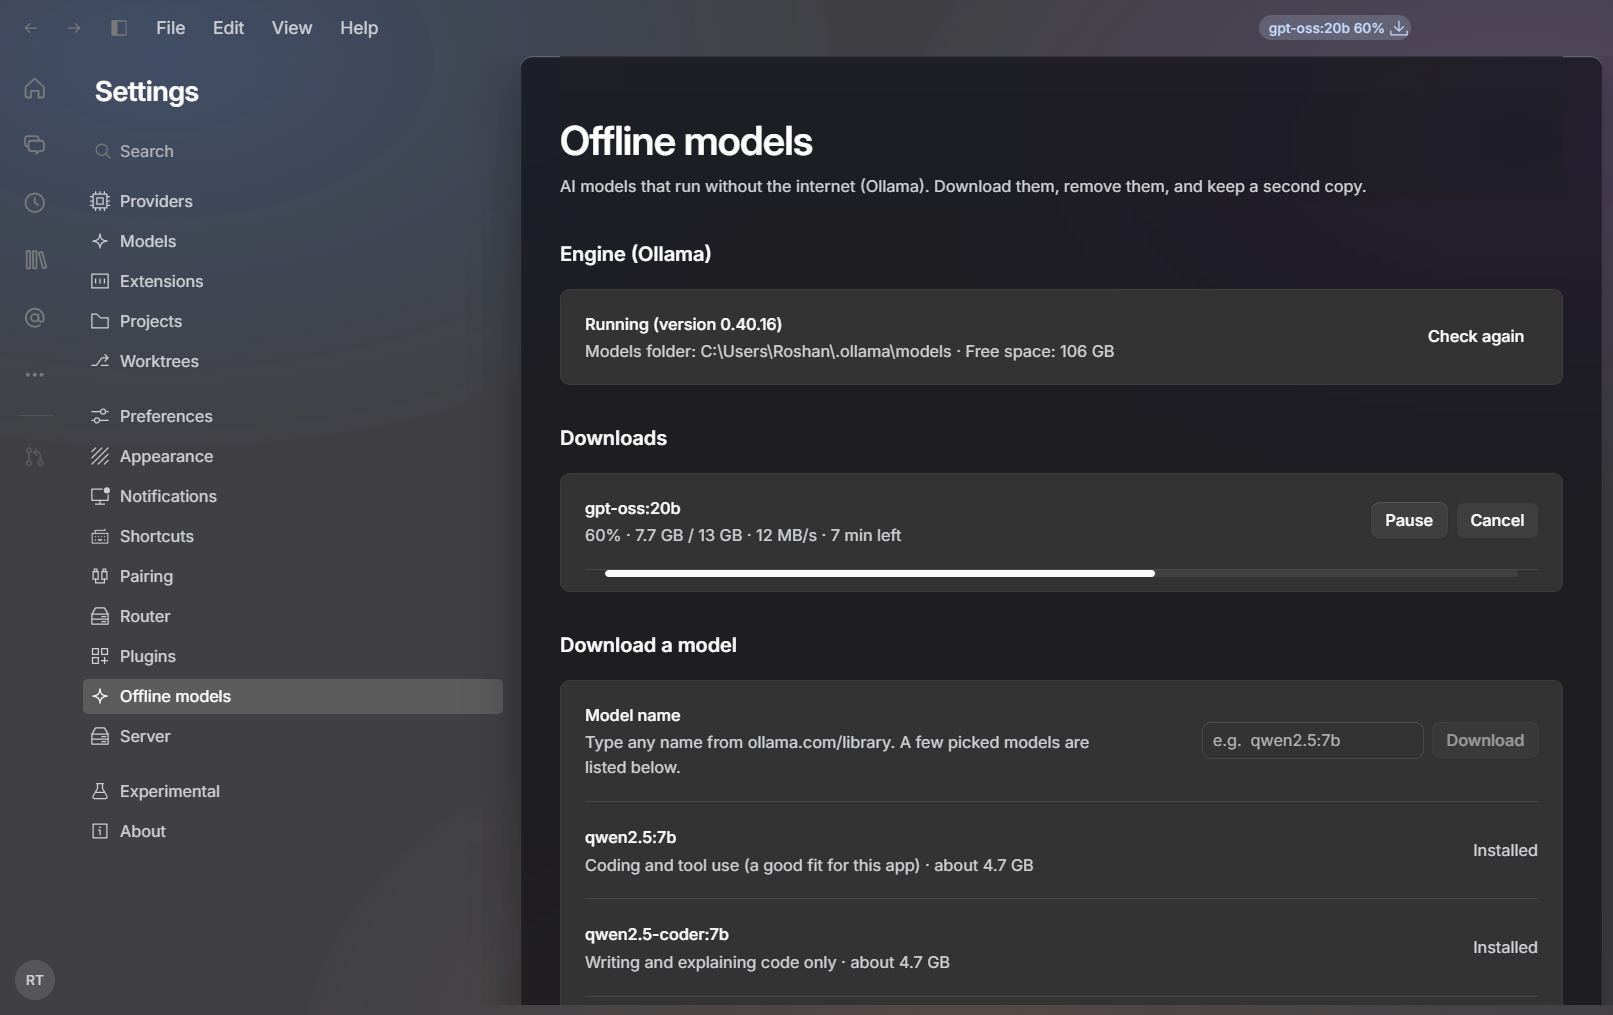 File Edit View Help
gpt-oss:20b 60%
Settings
Search
Providers
Models
Extensions
Projects
Worktrees
Preferences
Appearance
Notifications
Shortcuts
Pairing
Router
Plugins
Offline models
Server
Experimental
About
RT
Offline models
AI models that run without the internet (Ollama). Download them, remove them, and keep a second copy.
Engine (Ollama)
Running (version 0.40.16)
Models folder: C:\Users\Roshan\.ollama\models · Free space: 106 GB
Check again
Downloads
gpt-oss:20b
60% · 7.7 GB / 13 GB · 12 MB/s · 7 min left
Pause Cancel
Download a model
Model name
Type any name from ollama.com/library. A few picked models are
listed below.
e.g. qwen2.5:7b Download
qwen2.5:7b
Coding and tool use (a good fit for this app) · about 4.7 GB
Installed
qwen2.5-coder:7b
Writing and explaining code only · about 4.7 GB
Installed